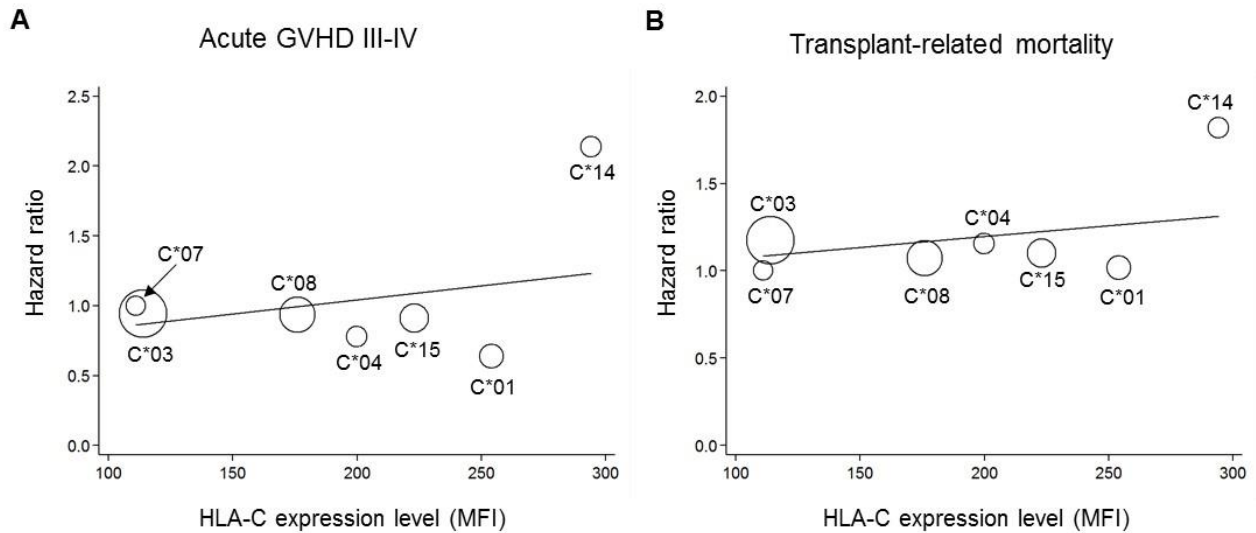 A
Acute GVHD III-IV
Hazard ratio
2.5
2.0
1.5
1.0
0.5
0.0
C*14
C*07
C*08
C*03
C*04
C*15
C*01
100
150
200
250
300
HLA-C expression level (MFI)
B
Transplant-related mortality
Hazard ratio
2.0
1.5
1.0
0.5
0.0
C*14
C*03
C*04
C*07
C*08
C*15
C*01
100
150
200
250
300
HLA-C expression level (MFI)